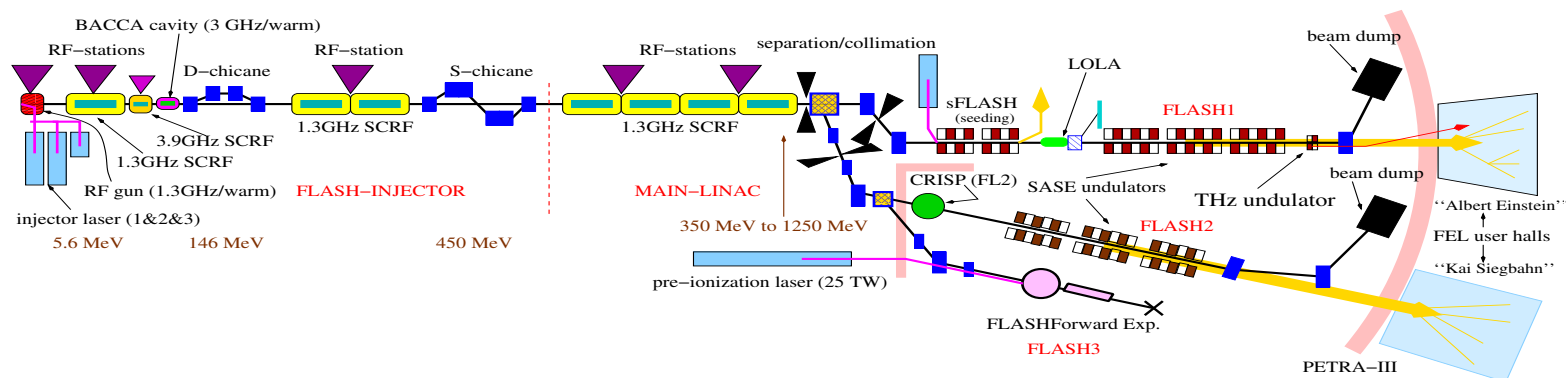 BACCA cavity (3 GHz/warm)
RF−stations
RF−station
RF−stations
separation/collimation
beam dump
D−chicane
S−chicane
LOLA
sFLASH
(seeding)
FLASH1
3.9GHz SCRF
1.3GHz SCRF
1.3GHz SCRF
1.3GHz SCRF
RF gun (1.3GHz/warm)
injector laser (1&2&3)
FLASH−INJECTOR
MAIN−LINAC
CRISP (FL2)
SASE undulators
THz undulator
beam dump
5.6 MeV
146 MeV
450 MeV
350 MeV to 1250 MeV
FLASH2
‘‘Albert Einstein’’
FEL user halls
‘‘Kai Siegbahn’’
pre−ionization laser (25 TW)
FLASHForward Exp.
FLASH3
PETRA−III